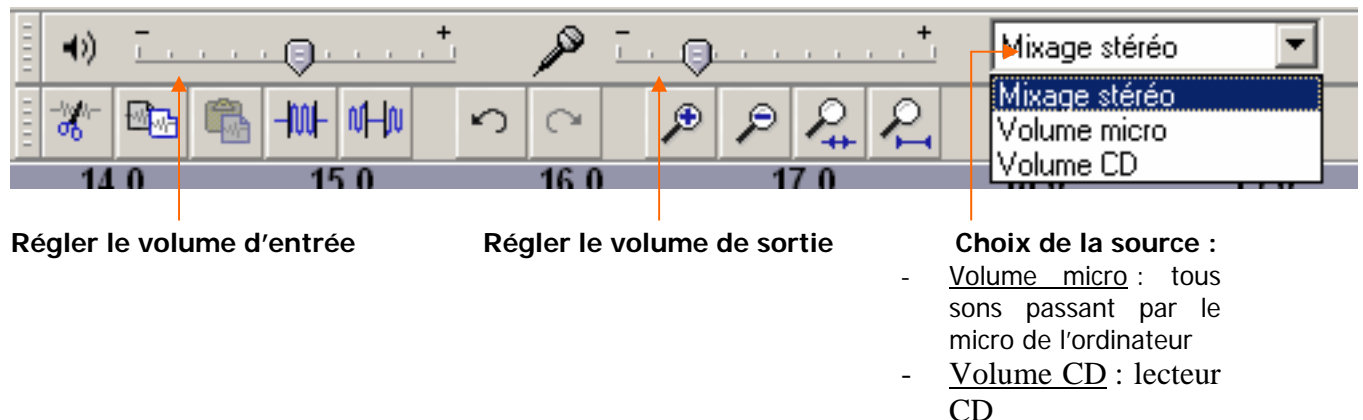 - +
- +
Mixage stéréo
Mixage stéréo
Volume micro
Volume CD
14.0 15.0 16.0 17.0
Régler le volume d'entrée
Régler le volume de sortie
Choix de la source :
- Volume micro : tous
sons passant par le
micro de l'ordinateur
- Volume CD : lecteur
CD